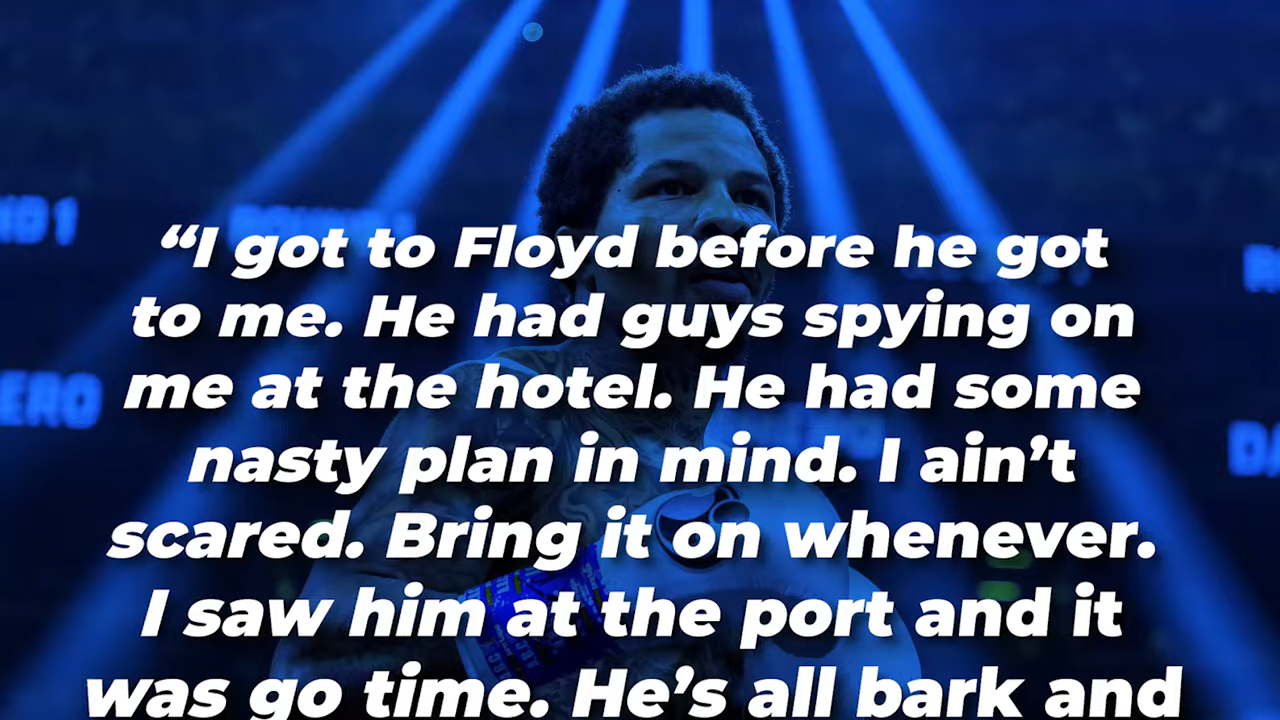 “I got to Floyd before he got
to me. He had guys spying on
me at the hotel. He had some
nasty plan in mind. I ain’t
scared. Bring it on whenever.
I saw him at the port and it
was go time. He’s all bark and